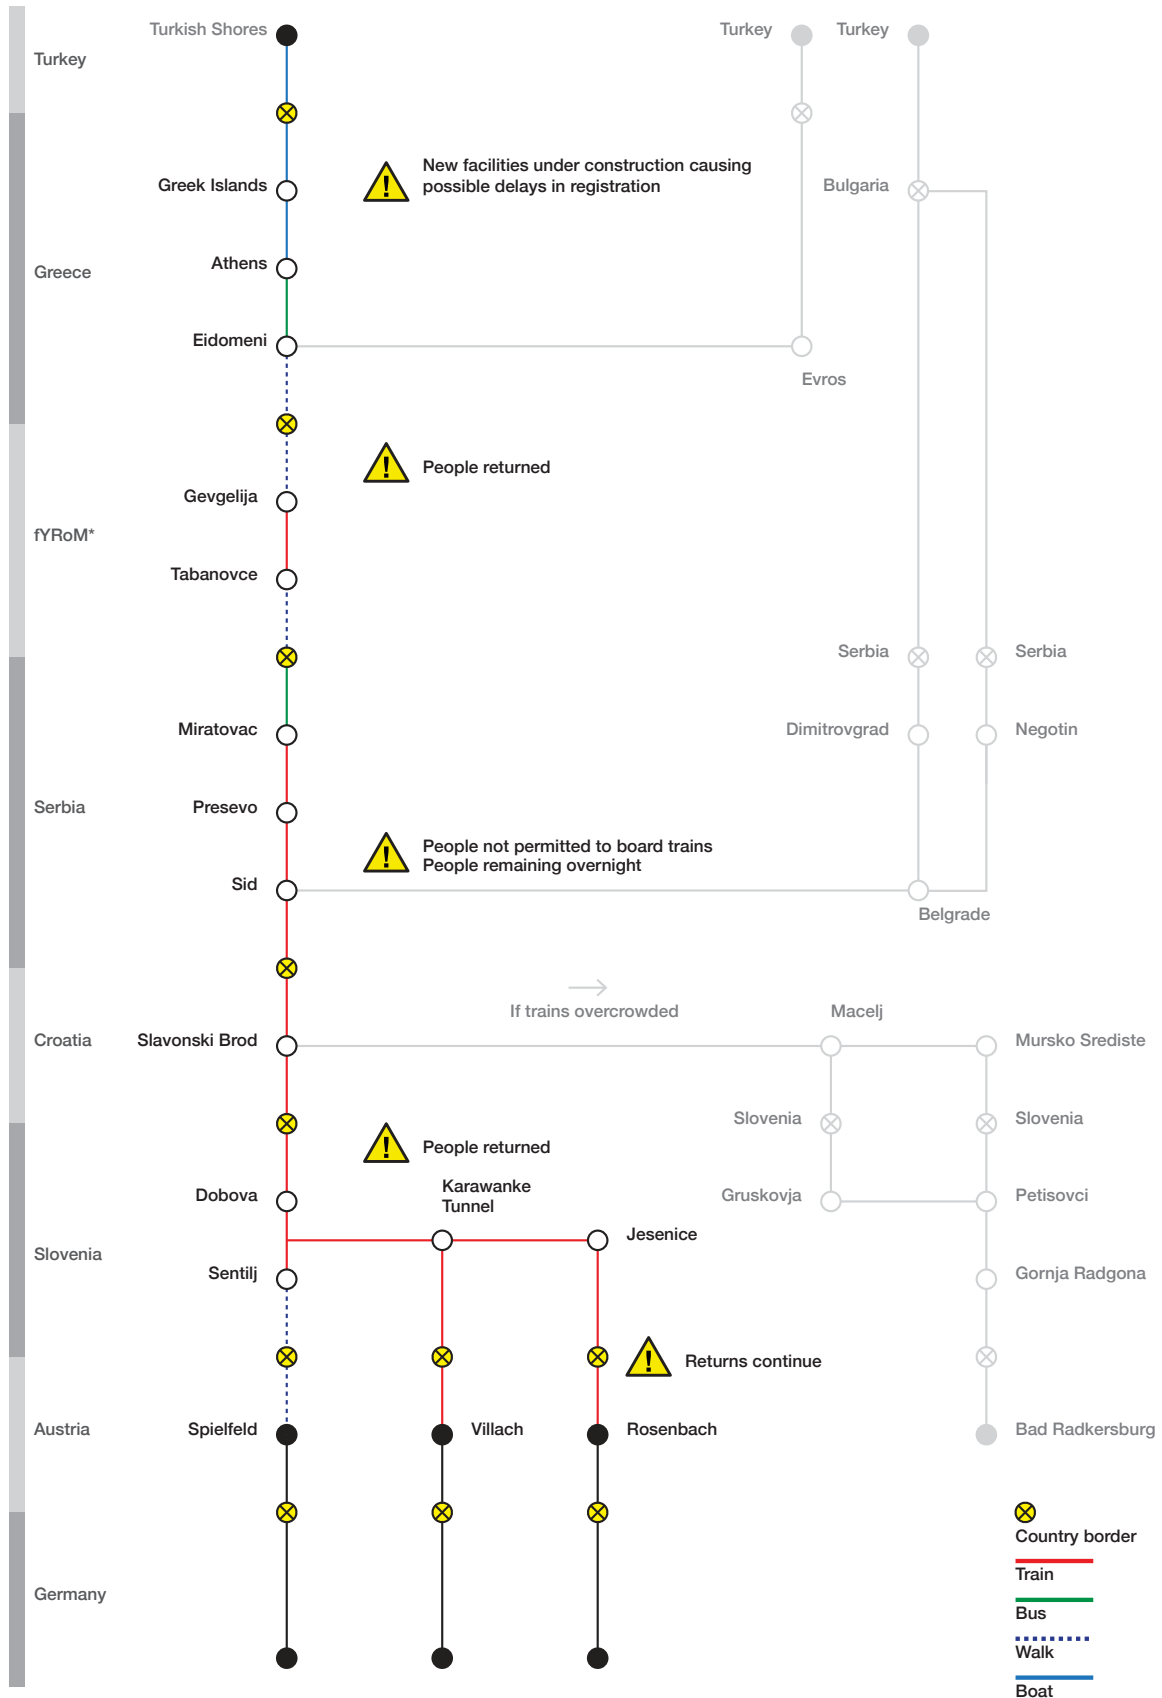 Turkish Shores
Turkey
Turkey
Turkey
New facilities under construction causing
possible delays in registration
Greek Islands
Bulgaria
Athens
Greece
Eidomeni
Evros
People returned
Gevgelija
fYRoM*
Tabanovce
Serbia
Serbia
Miratovac
Dimitrovgrad
Negotin
Serbia
Presevo
People not permitted to board trains
People remaining overnight
Sid
Belgrade
If trains overcrowded
Macelj
Croatia
Slavonski Brod
Mursko Srediste
Slovenia
Slovenia
People returned
Karawanke
Tunnel
Dobova
Gruskovja
Petisovci
Jesenice
Slovenia
Sentilj
Gornja Radgona
Returns continue
Austria
Spielfeld
Villach
Rosenbach
Bad Radkersburg
Country border
Train
Germany
Bus
Walk
Boat